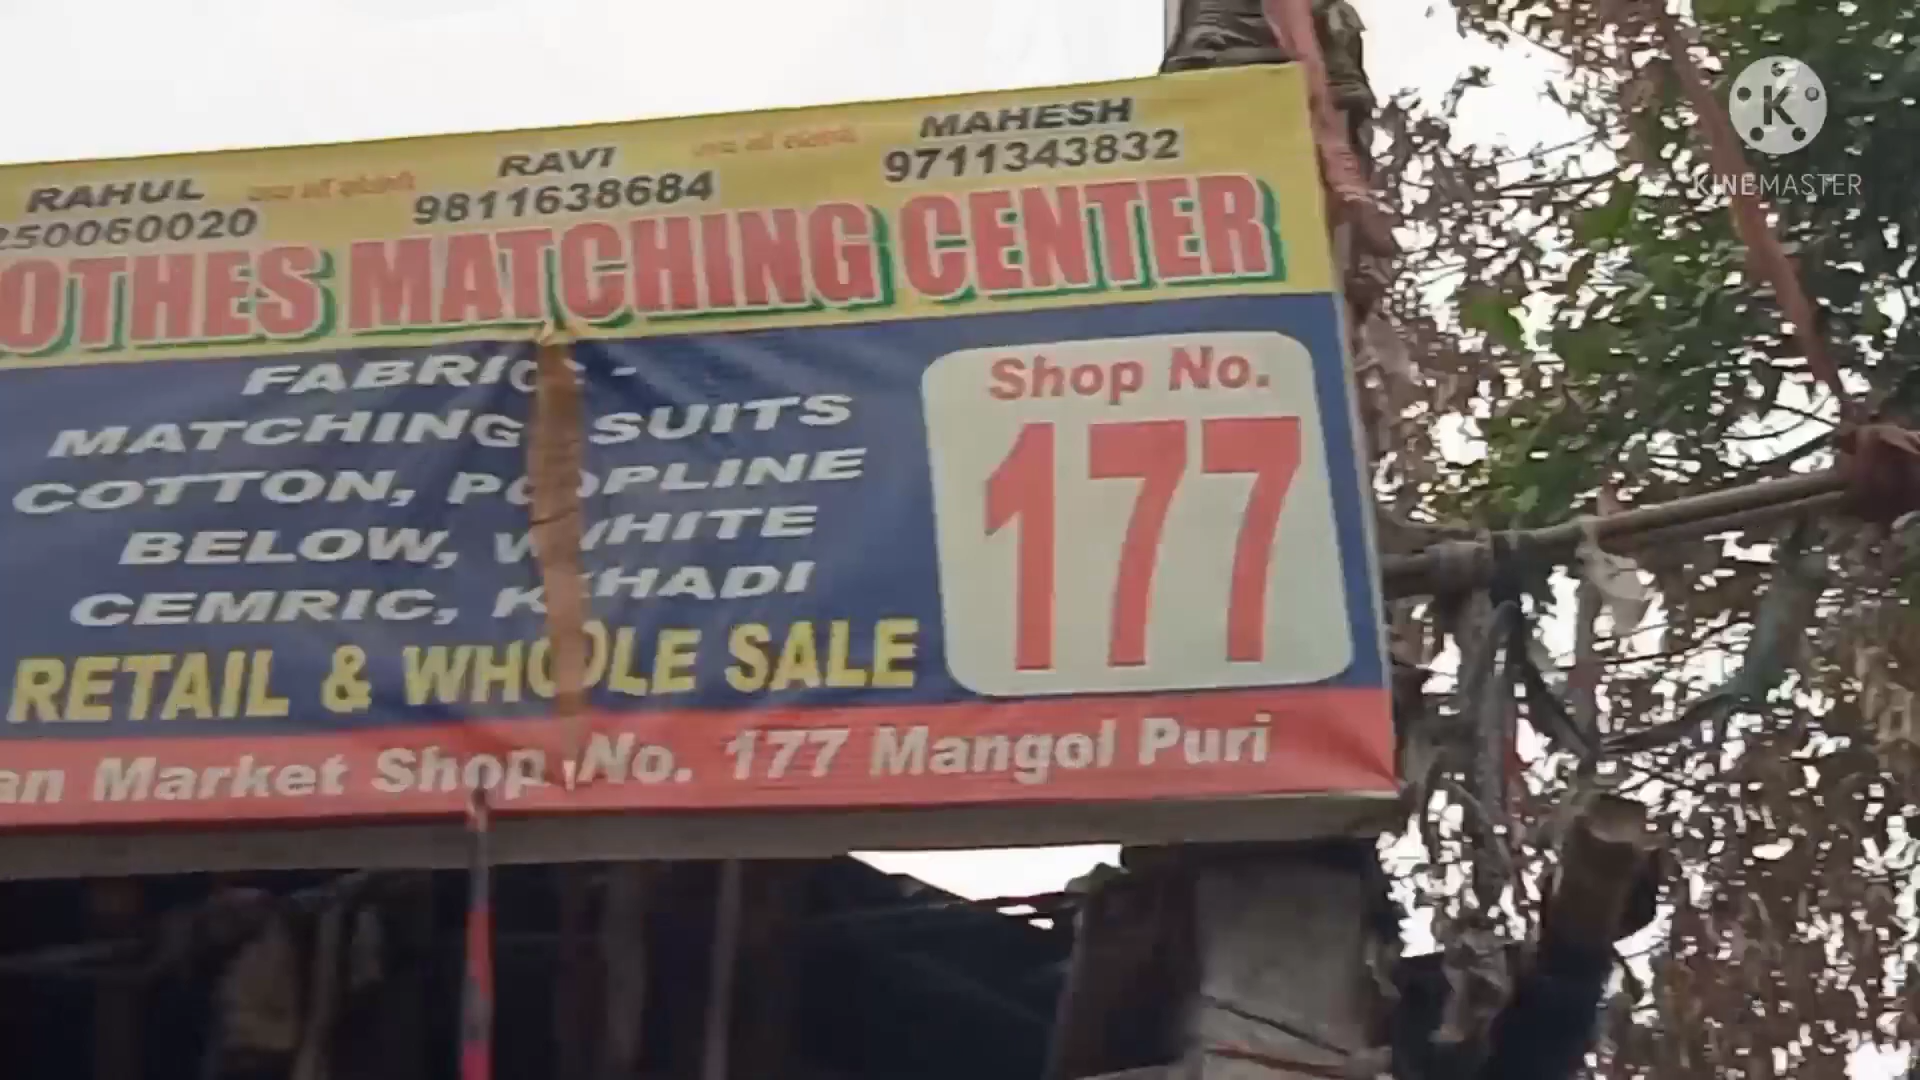 RAHUL RAVI MAHESH
250060020 9811638684 9711343832
OTHES MATCHING CENTER
FABRIC -
MATCHING SUITS
COTTON, POOPLINE
BELOW, WHITE
CEMRIC, KHADI
RETAIL & WHOLE SALE
Shop No.
177
an Market Shop No. 177 Mangol Puri
KINEMASTER